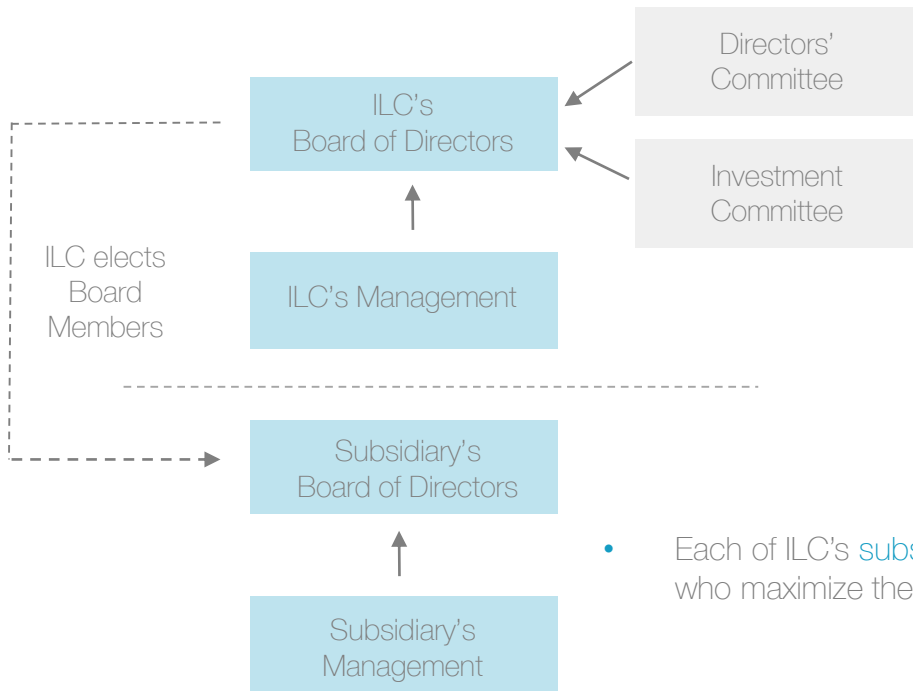 Directors'
Committee
ILC's
Board of Directors
Investment
Committee
ILC elects
Board
Members
ILC's Management
Subsidiary's
Board of Directors
• Each of ILC's
who maximize the
Subsidiary's
Management